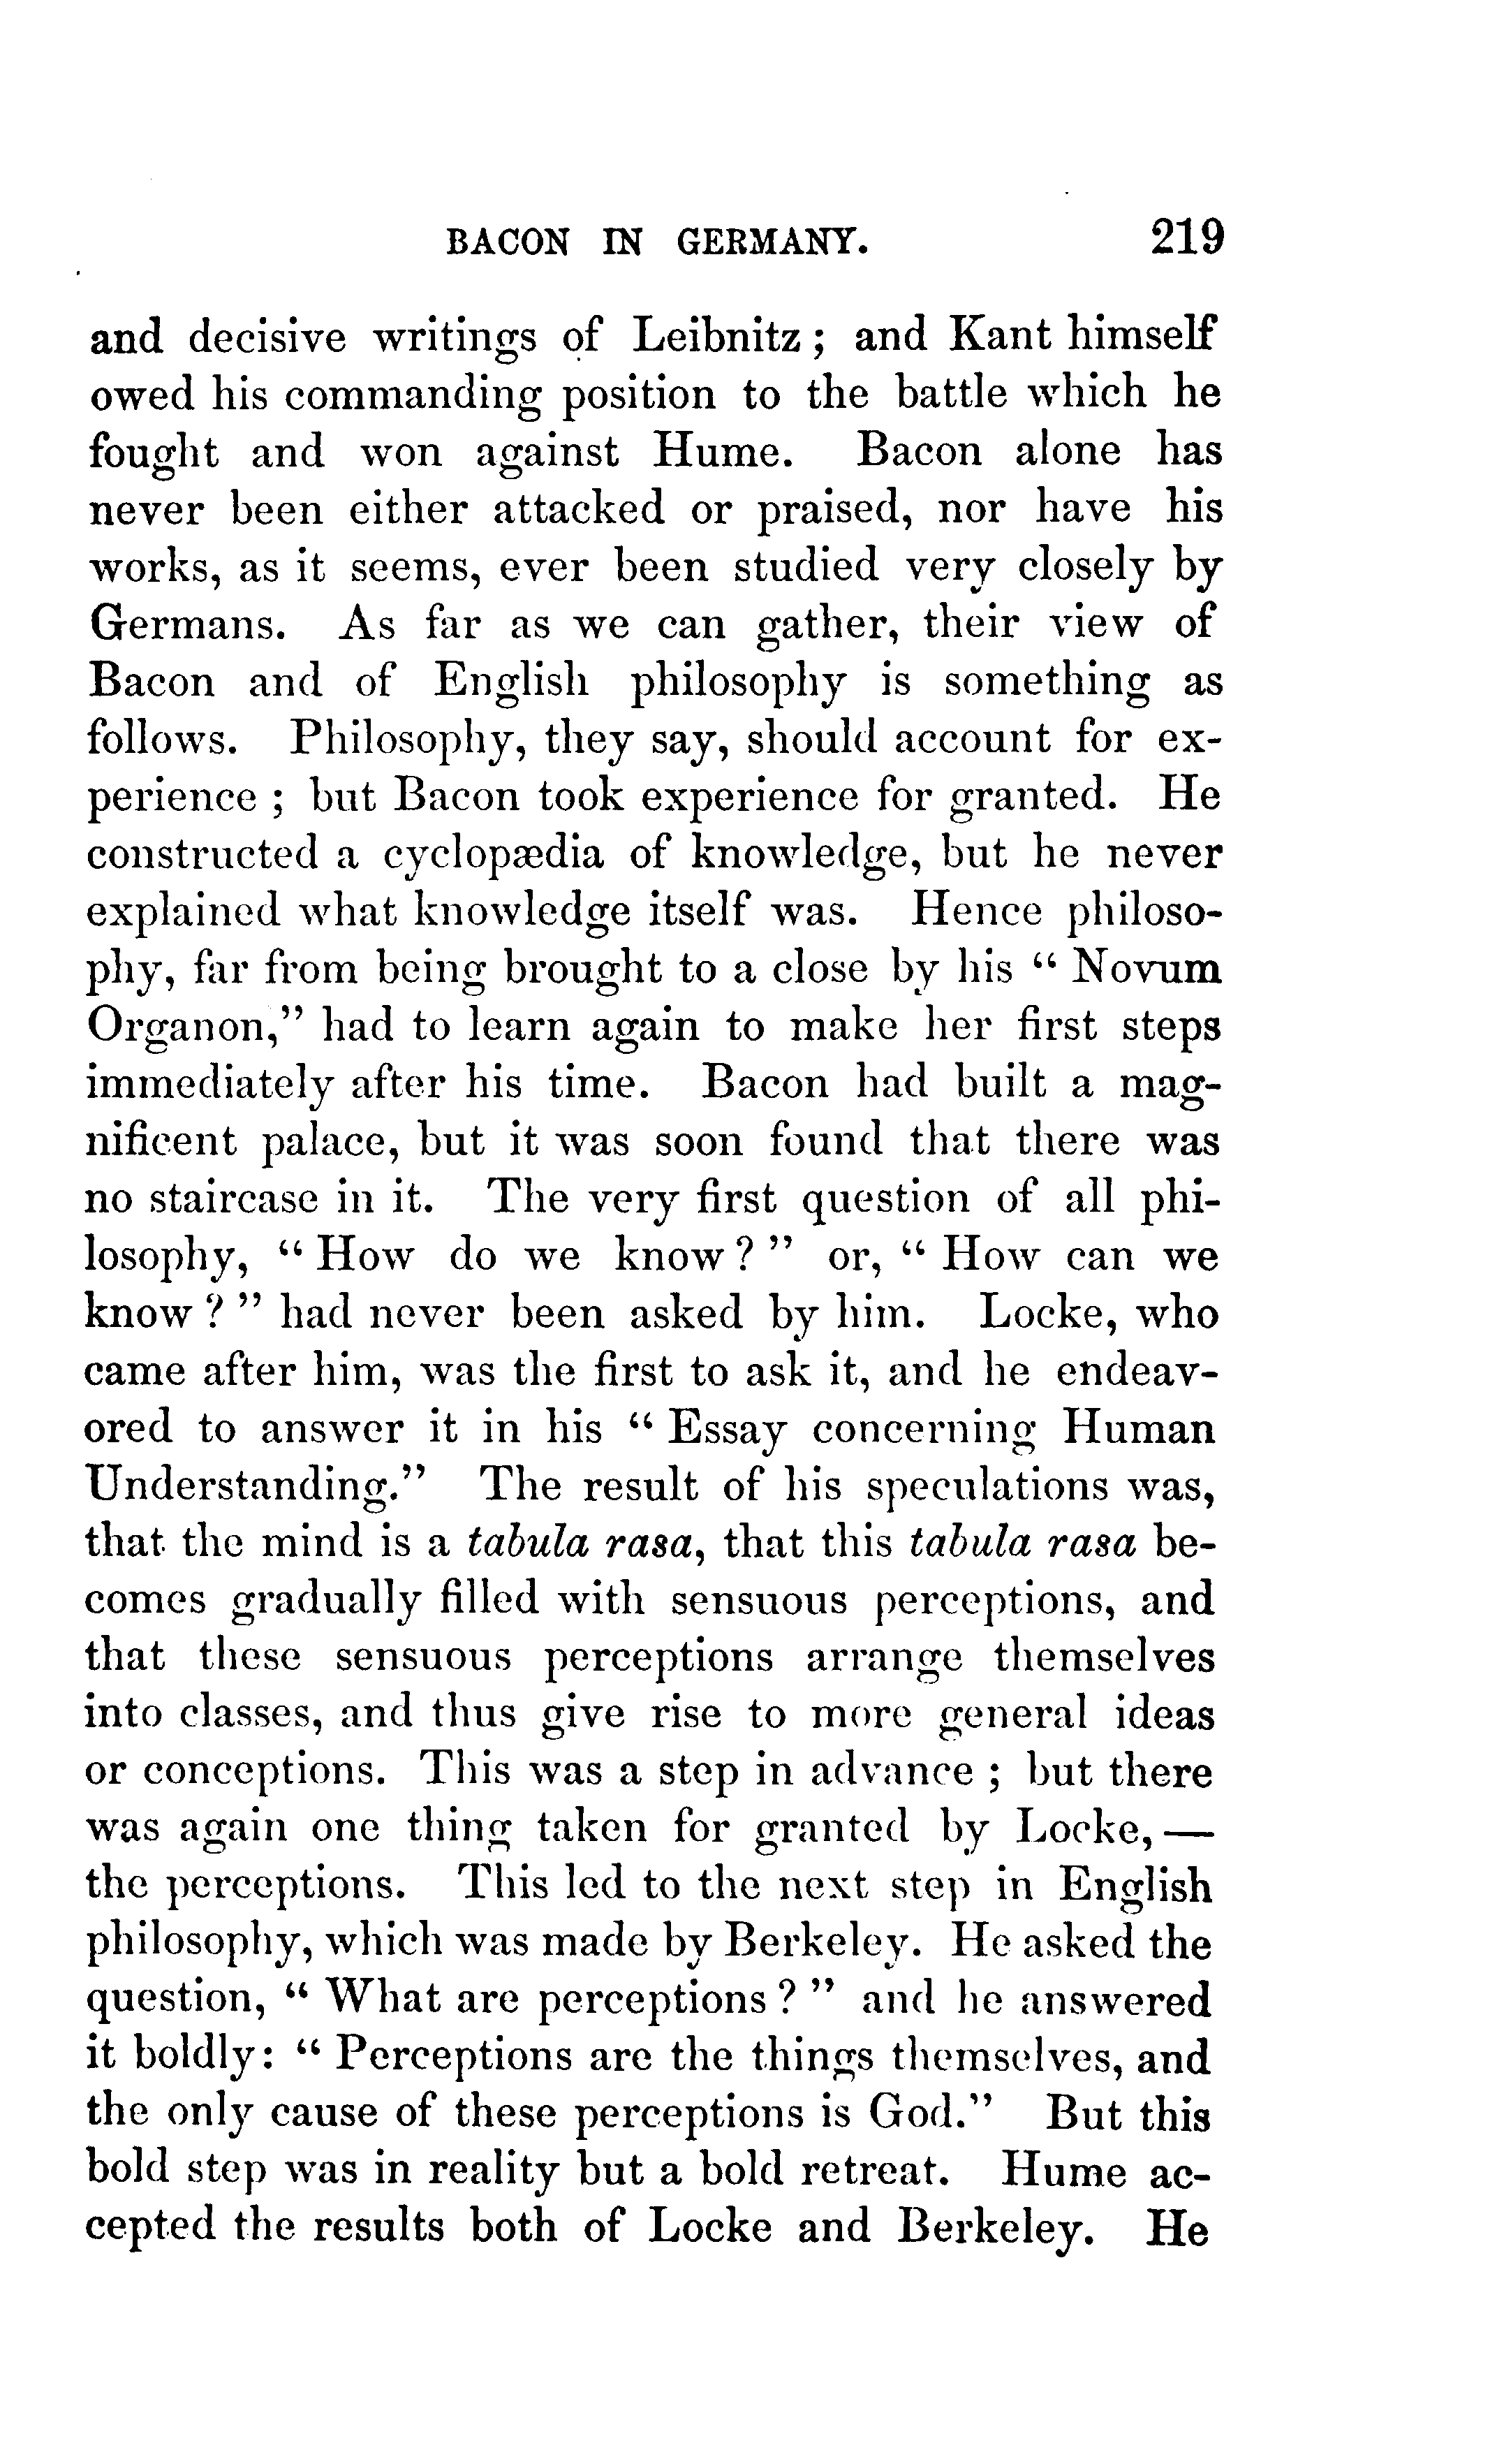 BACON IN GERMANY. 219
and decisive writings of Leibnitz; and Kant himself
owed his commanding position to the battle which he
fought and won against Hume. Bacon alone has
never been either attacked or praised, nor have his
works, as it seems, ever been studied very closely by
Germans. As far as we can gather, their view of
Bacon and of English philosophy is something as
follows. Philosophy, they say, should account for ex-
perience; but Bacon took experience for granted. He
constructed a cyclopædia of knowledge, but he never
explained what knowledge itself was. Hence philoso-
phy, far from being brought to a close by his “Novum
Organon,” had to learn again to make her first steps
immediately after his time. Bacon had built a mag-
nificent palace, but it was soon found that there was
no staircase in it. The very first question of all phi-
losophy, “How do we know?” or, “How can we
know?” had never been asked by him. Locke, who
came after him, was the first to ask it, and he endeav-
ored to answer it in his “Essay concerning Human
Understanding.” The result of his speculations was,
that the mind is a tabula rasa, that this tabula rasa be-
comes gradually filled with sensuous perceptions, and
that these sensuous perceptions arrange themselves
into classes, and thus give rise to more general ideas
or conceptions. This was a step in advance; but there
was again one thing taken for granted by Locke,—
the perceptions. This led to the next step in English
philosophy, which was made by Berkeley. He asked the
question, “What are perceptions?” and he answered
it boldly: “Perceptions are the things themselves, and
the only cause of these perceptions is God.” But this
bold step was in reality but a bold retreat. Hume ac-
cepted the results both of Locke and Berkeley. He